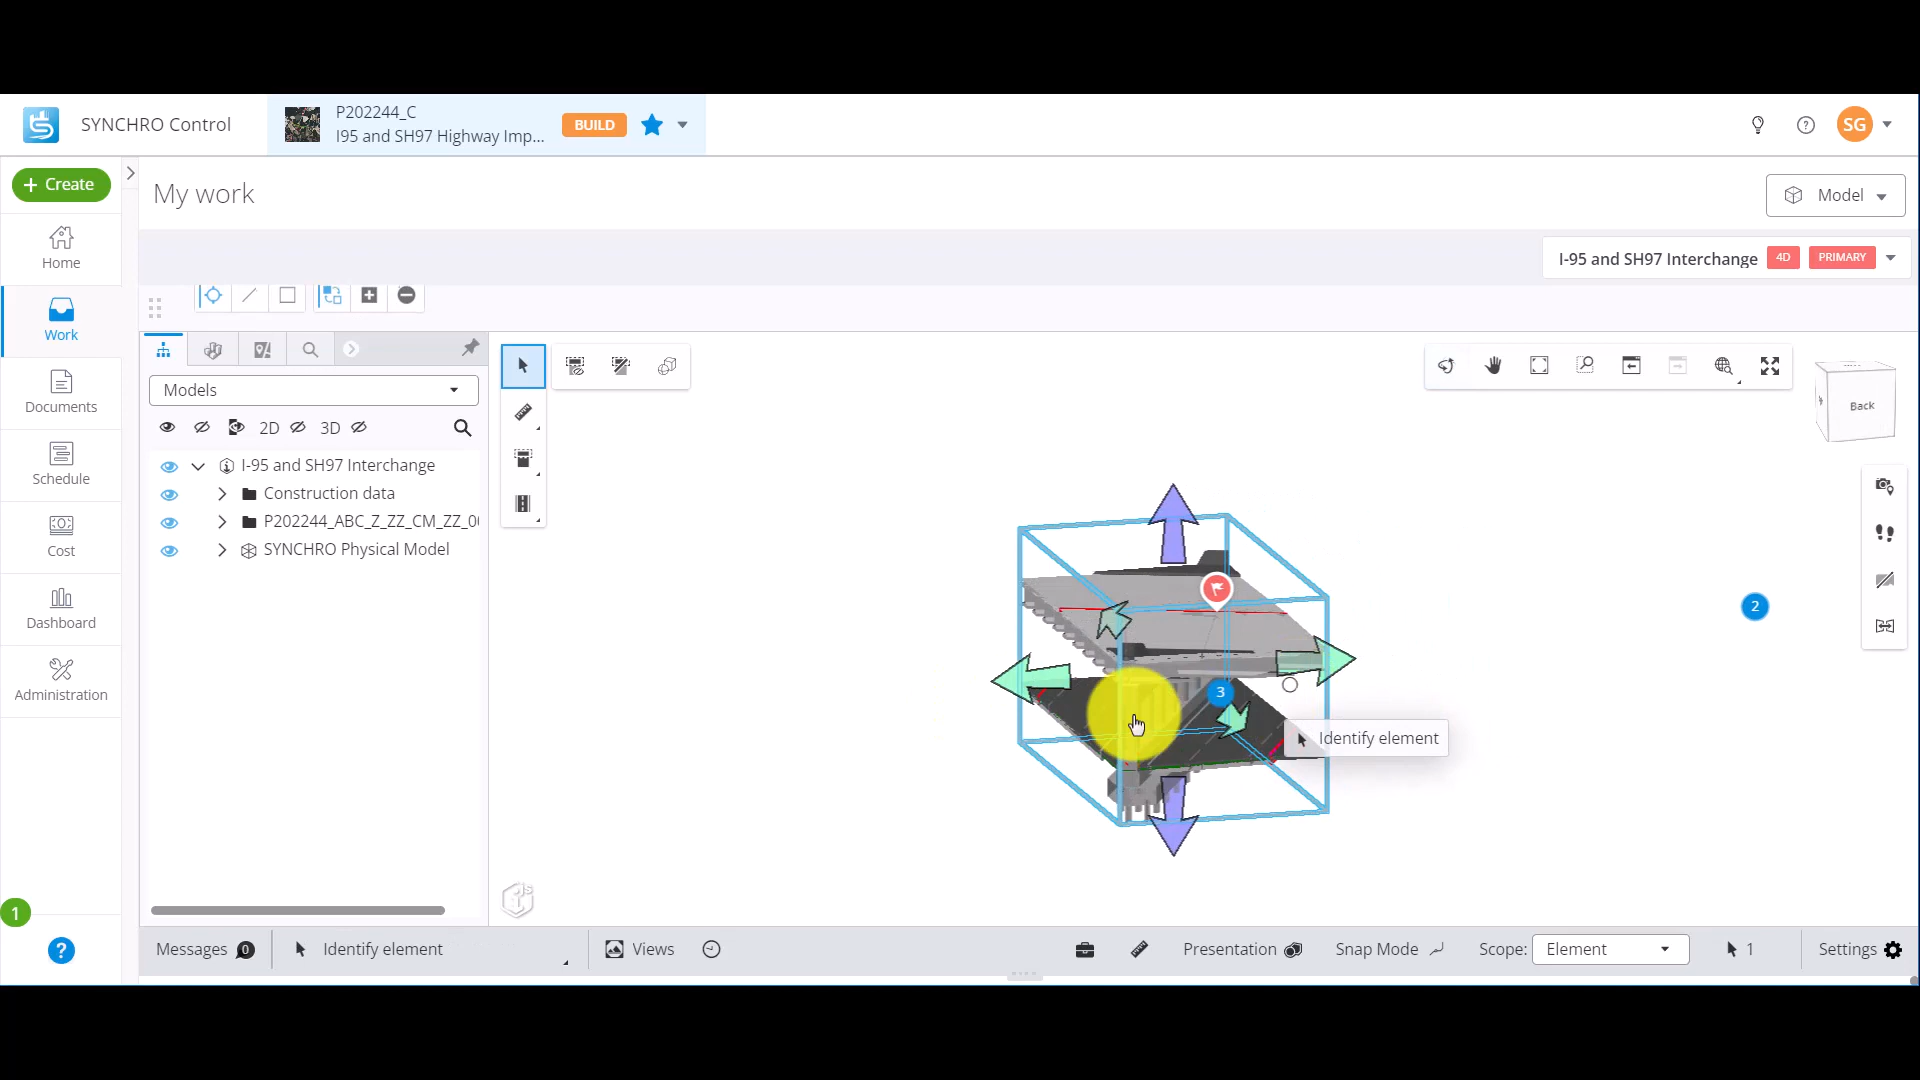 SYNCHRO Control
P202244_C
I95 and SH97 Highway Imp...
BUILD
SG
Create
My work
Model
Home
I-95 and SH97 Interchange
4D
PRIMARY
Work
Models
2D
3D
Back
Documents
I-95 and SH97 Interchange
Construction data
P202244_ABC_Z_ZZ_CM_ZZ_0
SYNCHRO Physical Model
Schedule
Cost
Dashboard
2
3
Administration
Identify element
1
?
Messages
0
Identify element
Views
Presentation
Snap Mode
Scope:
Element
1
Settings